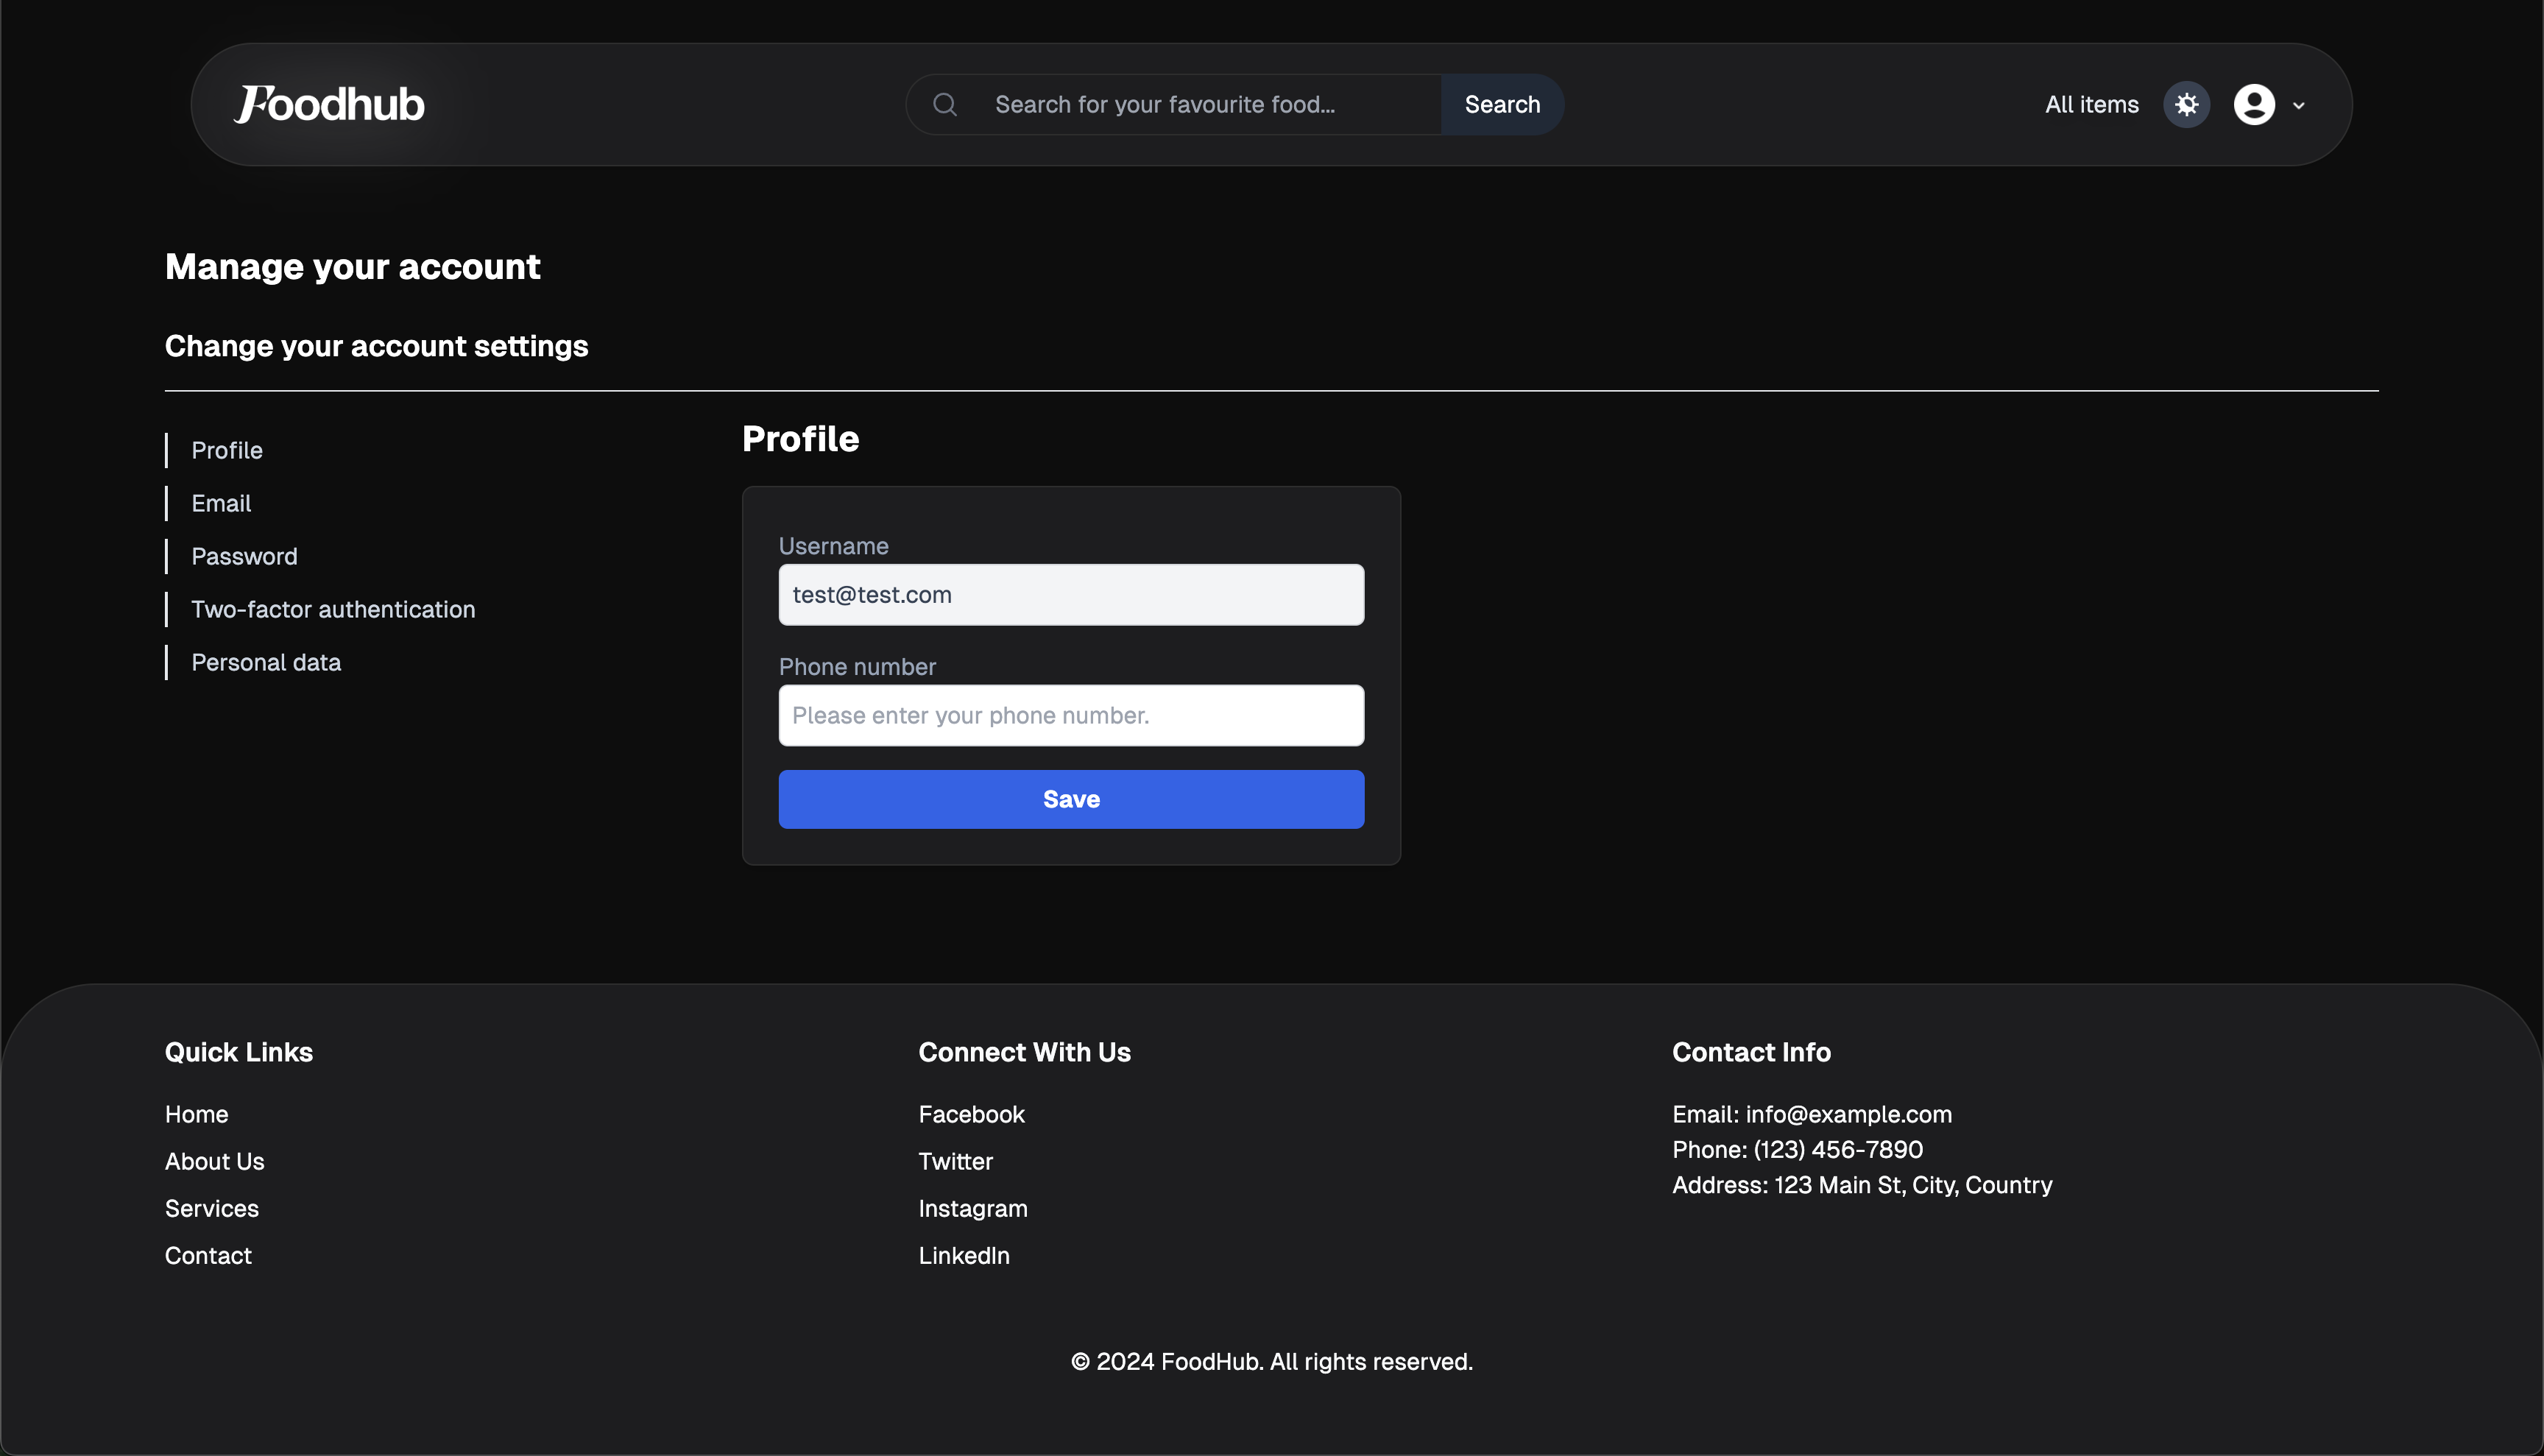 Foodhub
Search for your favourite food...
Search
All items
Manage your account
Change your account settings
Profile
Email
Password
Two-factor authentication
Personal data
Profile
Username
test@test.com
Phone number
Please enter your phone number.
Save
Quick Links
Home
About Us
Services
Contact
Connect With Us
Facebook
Twitter
Instagram
LinkedIn
Contact Info
Email: info@example.com
Phone: (123) 456-7890
Address: 123 Main St, City, Country
© 2024 FoodHub. All rights reserved.